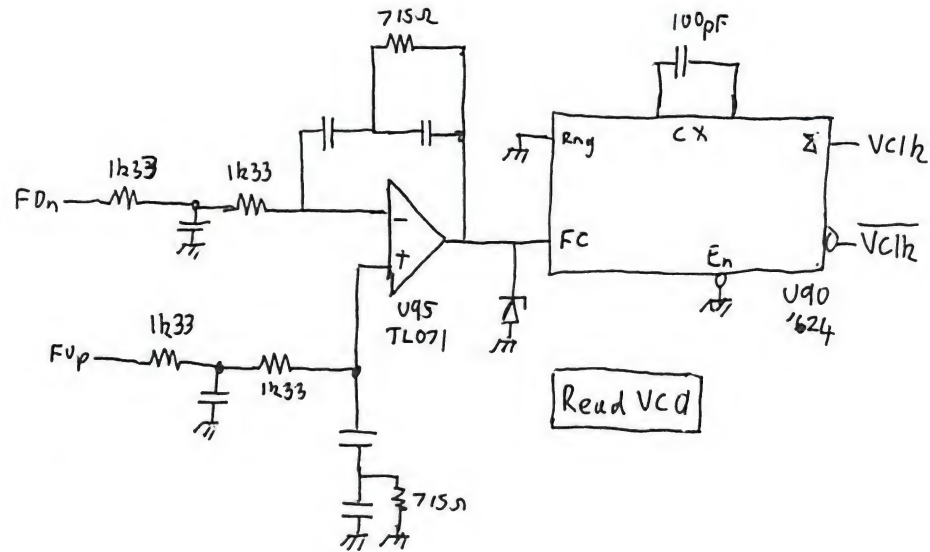 715Ω
100pF
Rng
CX
Σ
Vclk
1k33
1k33
FDn
-
+
FC
En
Vclk
U95
TL071
U90
'624
1k33
FUp
1k33
Read VCO
715Ω